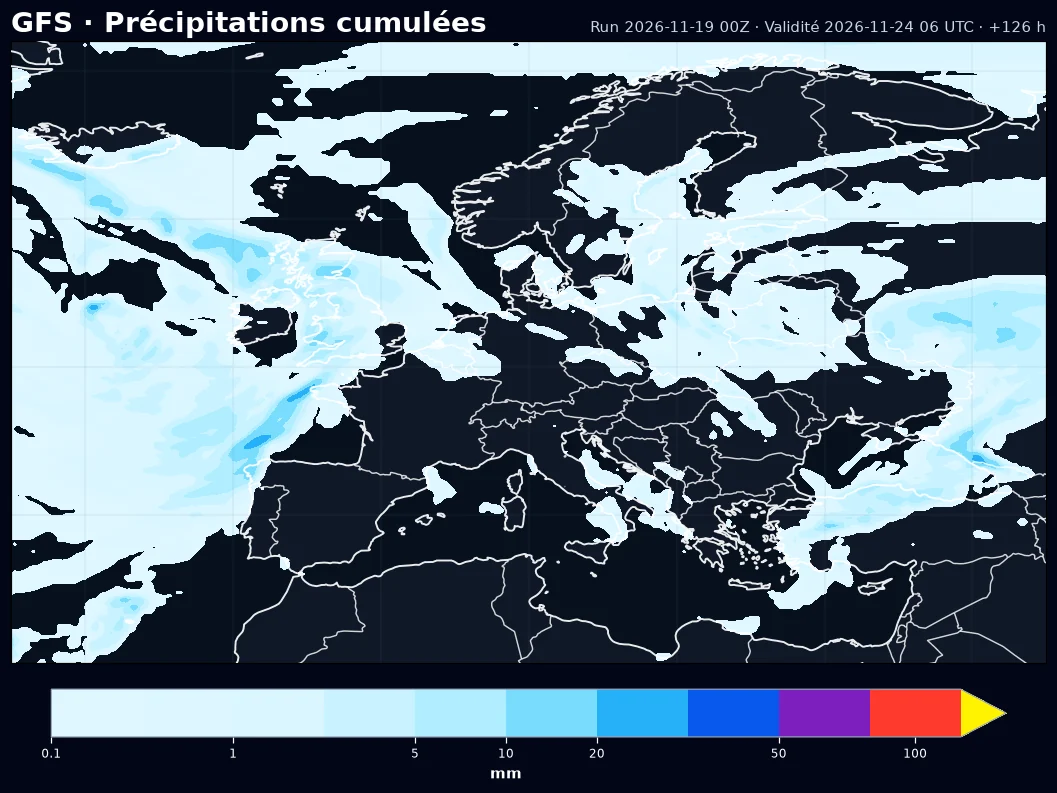 GFS · Précipitations cumulées
Run 2026-11-19 00Z · Validité 2026-11-24 06 UTC · +126 h
0.1 1 5 10 20 50 100
mm